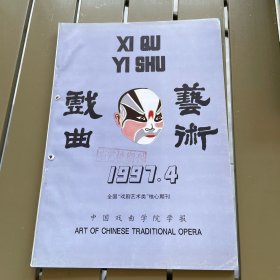 XI QU
YI SHU
戲曲
藝術
1997.4
全国“戏剧艺术类”核心期刊
中国戏曲学院学报
ART OF CHINESE TRADITIONAL OPERA